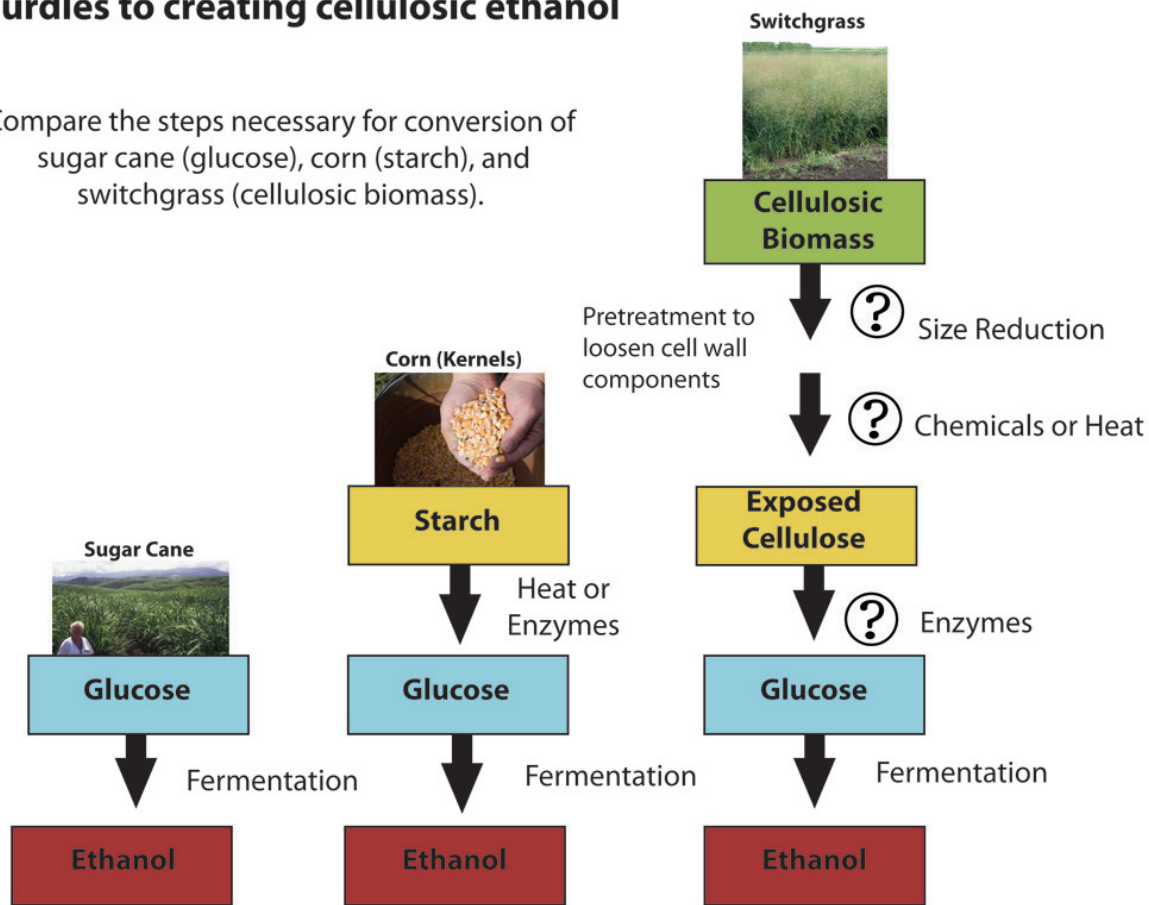 urdles to creating cellulosic ethanol
Compare the steps necessary for conversion of
sugar cane (glucose), corn (starch), and
switchgrass (cellulosic biomass).
Switchgrass
Cellulosic
Biomass
Pretreatment to
loosen cell wall
components
?
Size Reduction
?
Chemicals or Heat
Corn (Kernels)
Starch
Heat or
Enzymes
Exposed
Cellulose
?
Enzymes
Sugar Cane
Glucose
Glucose
Glucose
Fermentation
Fermentation
Fermentation
Ethanol
Ethanol
Ethanol